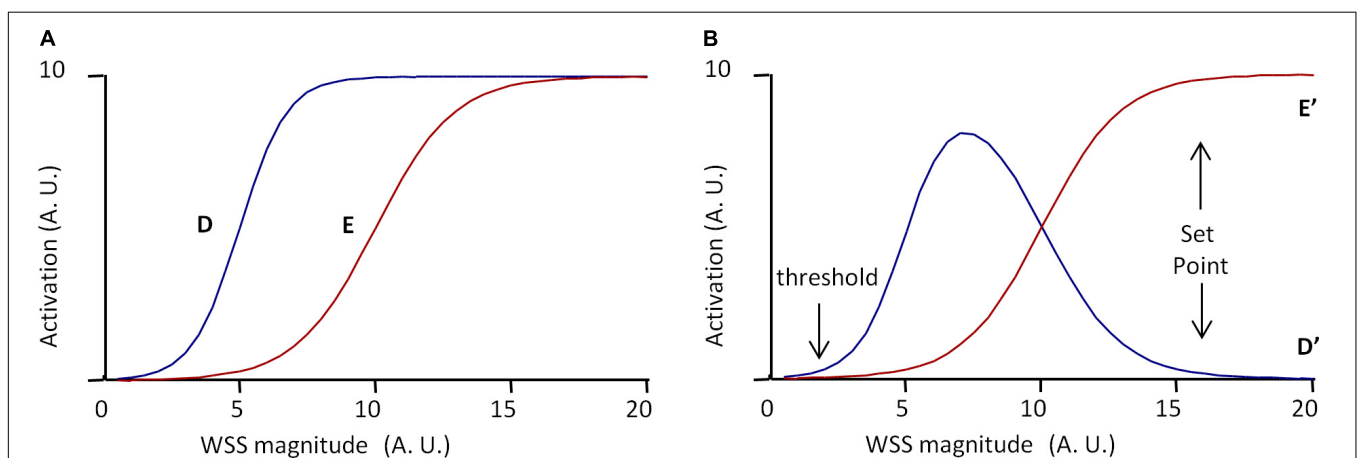 A
10
Activation (A. U.)
D
E
0 5 10 15 20
WSS magnitude (A. U.)
B
10
Activation (A. U.)
threshold
E’
Set
Point
D’
0 5 10 15 20
WSS magnitude (A. U.)